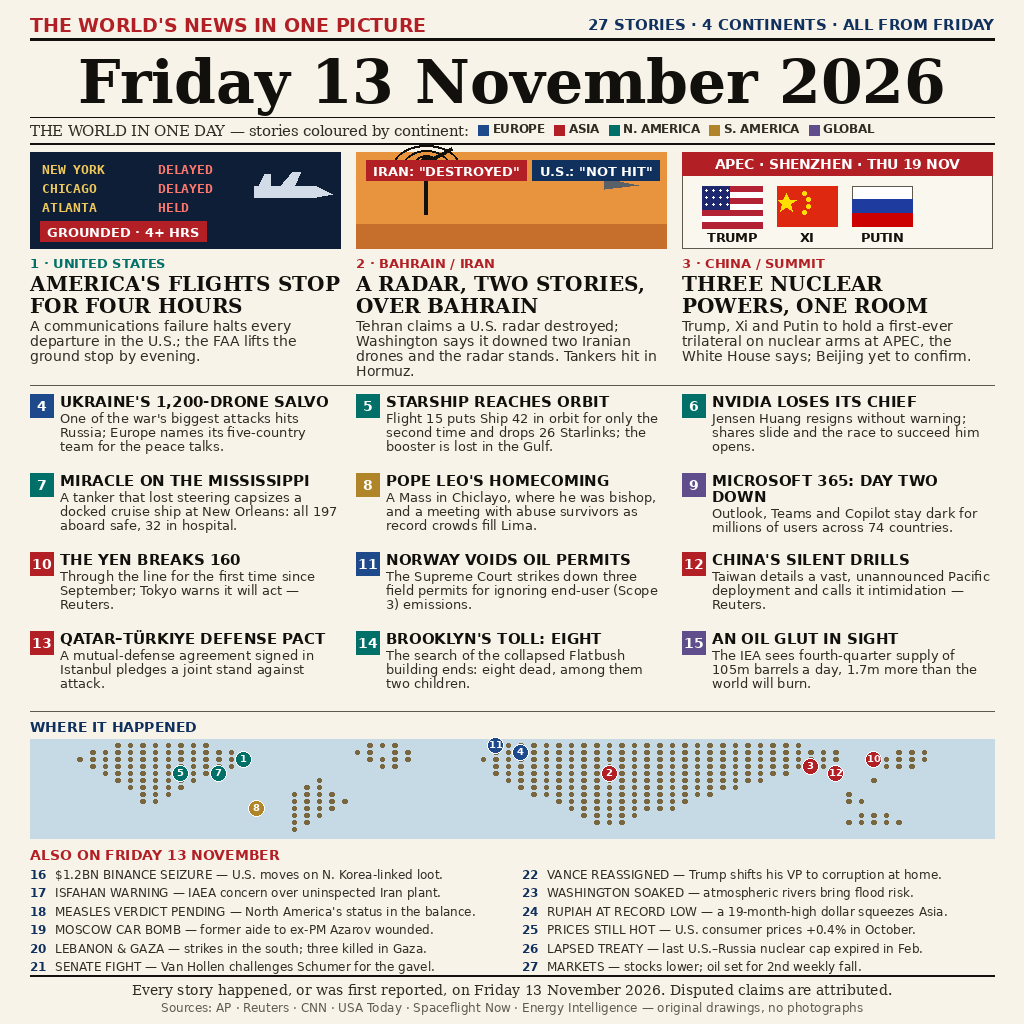 THE WORLD'S NEWS IN ONE PICTURE
27 STORIES · 4 CONTINENTS · ALL FROM FRIDAY
Friday 13 November 2026
THE WORLD IN ONE DAY — stories coloured by continent: EUROPE ASIA N. AMERICA S. AMERICA GLOBAL
NEW YORK DELAYED
CHICAGO DELAYED
ATLANTA HELD
GROUNDED · 4+ HRS
1 · UNITED STATES
AMERICA'S FLIGHTS STOP
FOR FOUR HOURS
A communications failure halts every
departure in the U.S.; the FAA lifts the
ground stop by evening.
IRAN: "DESTROYED" U.S.: "NOT HIT"
2 · BAHRAIN / IRAN
A RADAR, TWO STORIES,
OVER BAHRAIN
Tehran claims a U.S. radar destroyed;
Washington says it downed two Iranian
drones and the radar stands. Tankers hit in
Hormuz.
APEC · SHENZHEN · THU 19 NOV
TRUMP XI PUTIN
3 · CHINA / SUMMIT
THREE NUCLEAR
POWERS, ONE ROOM
Trump, Xi and Putin to hold a first-ever
trilateral on nuclear arms at APEC, the
White House says; Beijing yet to confirm.
4 UKRAINE'S 1,200-DRONE SALVO
One of the war's biggest attacks hits
Russia; Europe names its five-country
team for the peace talks.
5 STARSHIP REACHES ORBIT
Flight 15 puts Ship 42 in orbit for only the
second time and drops 26 Starlinks; the
booster is lost in the Gulf.
6 NVIDIA LOSES ITS CHIEF
Jensen Huang resigns without warning;
shares slide and the race to succeed him
opens.
7 MIRACLE ON THE MISSISSIPPI
A tanker that lost steering capsizes a
docked cruise ship at New Orleans: all 197
aboard safe, 32 in hospital.
8 POPE LEO'S HOMECOMING
A Mass in Chiclayo, where he was bishop,
and a meeting with abuse survivors as
record crowds fill Lima.
9 MICROSOFT 365: DAY TWO
DOWN
Outlook, Teams and Copilot stay dark for
millions of users across 74 countries.
10 THE YEN BREAKS 160
Through the line for the first time since
September; Tokyo warns it will act —
Reuters.
11 NORWAY VOIDS OIL PERMITS
The Supreme Court strikes down three
field permits for ignoring end-user (Scope
3) emissions.
12 CHINA'S SILENT DRILLS
Taiwan details a vast, unannounced Pacific
deployment and calls it intimidation —
Reuters.
13 QATAR–TÜRKIYE DEFENSE PACT
A mutual-defense agreement signed in
Istanbul pledges a joint stand against
attack.
14 BROOKLYN'S TOLL: EIGHT
The search of the collapsed Flatbush
building ends: eight dead, among them
two children.
15 AN OIL GLUT IN SIGHT
The IEA sees fourth-quarter supply of
105m barrels a day, 1.7m more than the
world will burn.
WHERE IT HAPPENED
11 4 1 10 3 5 7 2 12 8
ALSO ON FRIDAY 13 NOVEMBER
16 $1.2BN BINANCE SEIZURE — U.S. moves on N. Korea-linked loot.
17 ISFAHAN WARNING — IAEA concern over uninspected Iran plant.
18 MEASLES VERDICT PENDING — North America's status in the balance.
19 MOSCOW CAR BOMB — former aide to ex-PM Azarov wounded.
20 LEBANON & GAZA — strikes in the south; three killed in Gaza.
21 SENATE FIGHT — Van Hollen challenges Schumer for the gavel.
22 VANCE REASSIGNED — Trump shifts his VP to corruption at home.
23 WASHINGTON SOAKED — atmospheric rivers bring flood risk.
24 RUPIAH AT RECORD LOW — a 19-month-high dollar squeezes Asia.
25 PRICES STILL HOT — U.S. consumer prices +0.4% in October.
26 LAPSED TREATY — last U.S.–Russia nuclear cap expired in Feb.
27 MARKETS — stocks lower; oil set for 2nd weekly fall.
Every story happened, or was first reported, on Friday 13 November 2026. Disputed claims are attributed.
Sources: AP · Reuters · CNN · USA Today · Spaceflight Now · Energy Intelligence — original drawings, no photographs